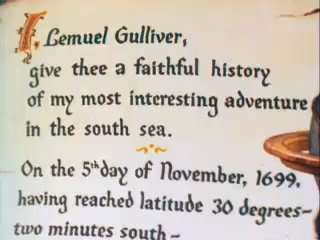 I, Lemuel Gulliver,
give thee a faithful history
of my most interesting adventure
in the south sea.
On the 5th day of November, 1699,
having reached latitude 30 degrees-
two minutes south-